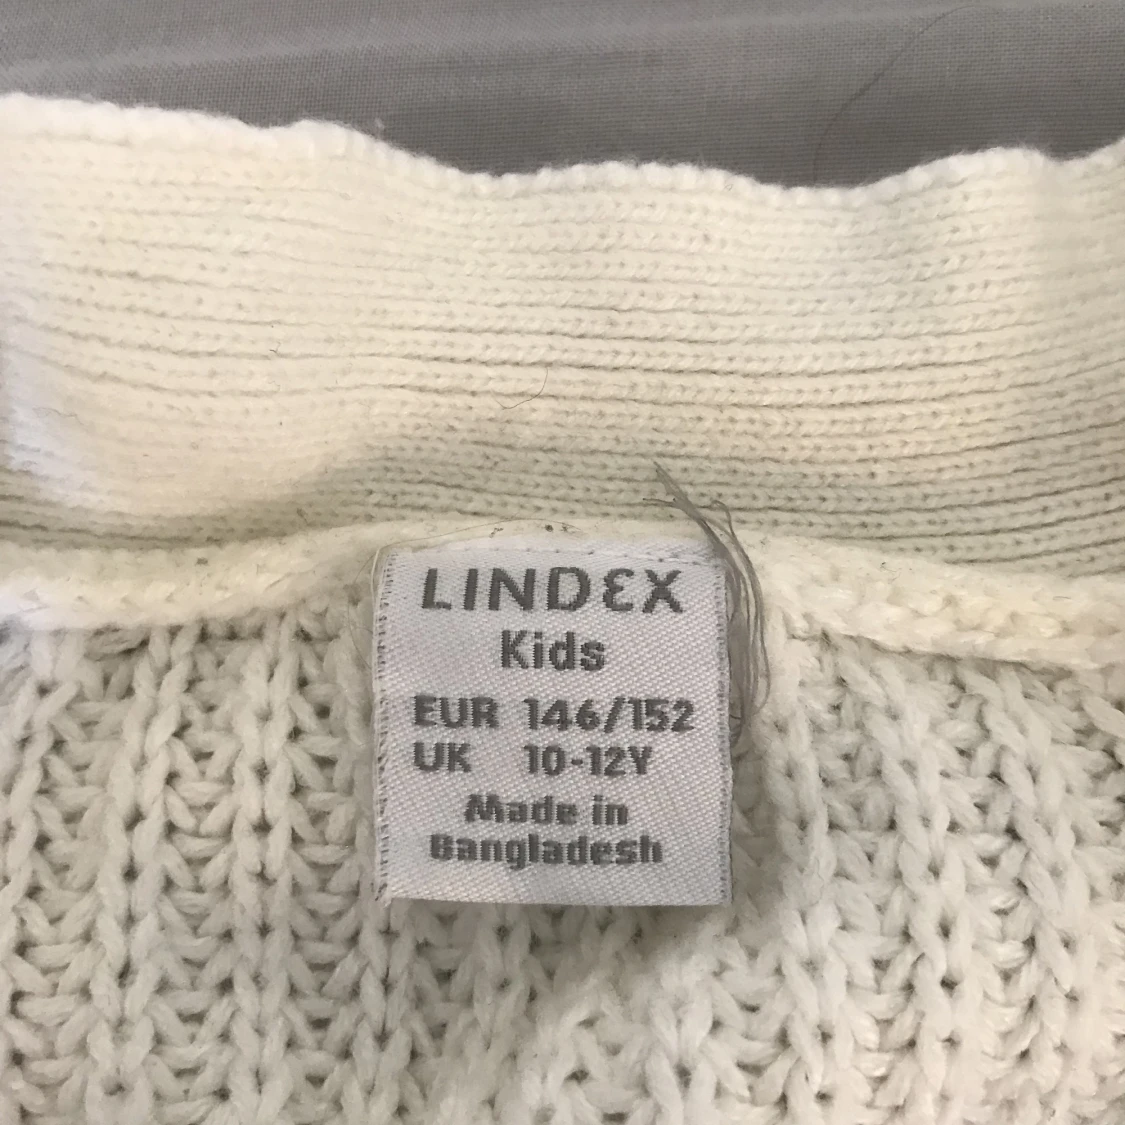 LINDEX
Kids
EUR 146/152
UK 10-12Y
Made in
Bangladesh